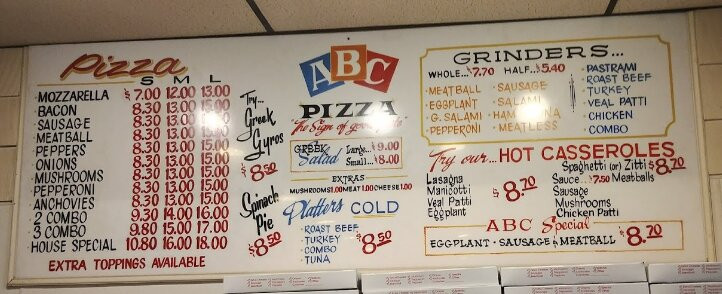 Pizza
S M L
MOZZARELLA $7.00 12.00 13.00
BACON 8.30 13.00 15.00
SAUSAGE 8.30 13.00 15.00
MEATBALL 8.30 13.00 15.00
PEPPERS 8.30 13.00 15.00
ONIONS 8.30 13.00 15.00
MUSHROOMS 8.30 13.00 15.00
PEPPERONI 8.30 13.00 15.00
ANCHOVIES 8.30 13.00 15.00
2 COMBO 9.30 14.00 16.00
3 COMBO 9.90 15.00 17.00
HOUSE SPECIAL 10.80 16.00 18.00
EXTRA TOPPINGS AVAILABLE
Try...
Greek
Gyros
$8.50
Spinach
Pie
$8.50
ABC
PIZZA
"The Sign of good
GREEK
Salad
Large... $9.00
Small... $8.00
EXTRAS
MUSHROOMS 1.00 MEAT 1.00 CHEESE 1.00
Platters COLD
· ROAST BEEF
· TURKEY
· COMBO
· TUNA
$8.50
GRINDERS...
WHOLE... $7.70 HALF... $5.40
· MEATBALL
· EGGPLANT
· G. SALAMI
· PEPPERONI
· SAUSAGE
· SALAMI
· MEATLESS
· PASTRAMI
· ROAST BEEF
· TURKEY
· VEAL PATTI
· CHICKEN
· COMBO
Try our... HOT CASSEROLES
Lasagna
Manicotti
Veal Patti
Eggplant
$8.70
Spaghetti (or) Zitti
Sauce... $7.50 Meatballs
Sausage
Mushrooms
Chicken Patti
$8.70
ABC Special
EGGPLANT · SAUSAGE & MEATBALL $8.70